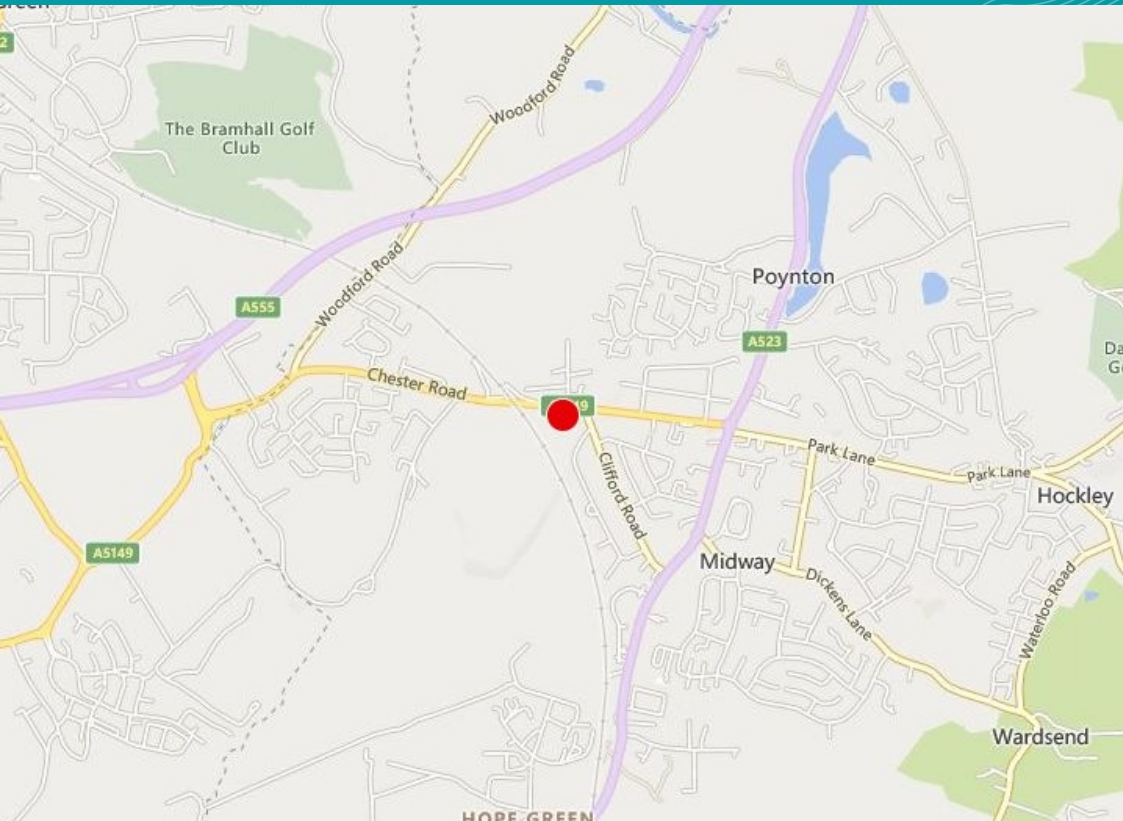 2
The Bramhall Golf
Club
Woodford Road
Woodford Road
A555
Poynton
A523
Chester Road
Park Lane
Park Lane
Clifford Road
Hockley
A5149
Midway
Dickens Lane
Waterloo Road
Wardsend
HOPE GREEN